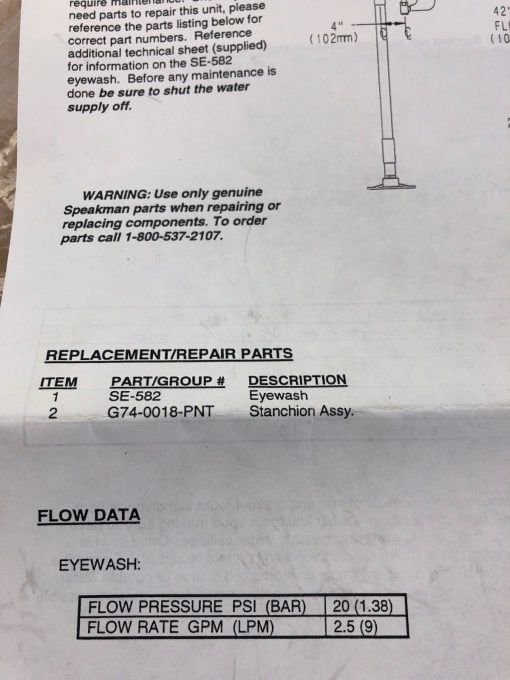 require maintenance.
need parts to repair this unit, please
reference the parts listing below for
correct part numbers. Reference
additional technical sheet (supplied)
for information on the SE-582
eyewash. Before any maintenance is
done be sure to shut the water
supply off.
4"
(102mm)
42"
FL
(10
WARNING: Use only genuine
Speakman parts when repairing or
replacing components. To order
parts call 1-800-537-2107.
REPLACEMENT/REPAIR PARTS
ITEM PART/GROUP # DESCRIPTION
1 SE-582 Eyewash
2 G74-0018-PNT Stanchion Assy.
FLOW DATA
EYEWASH:
FLOW PRESSURE PSI (BAR) 20 (1.38)
FLOW RATE GPM (LPM) 2.5 (9)